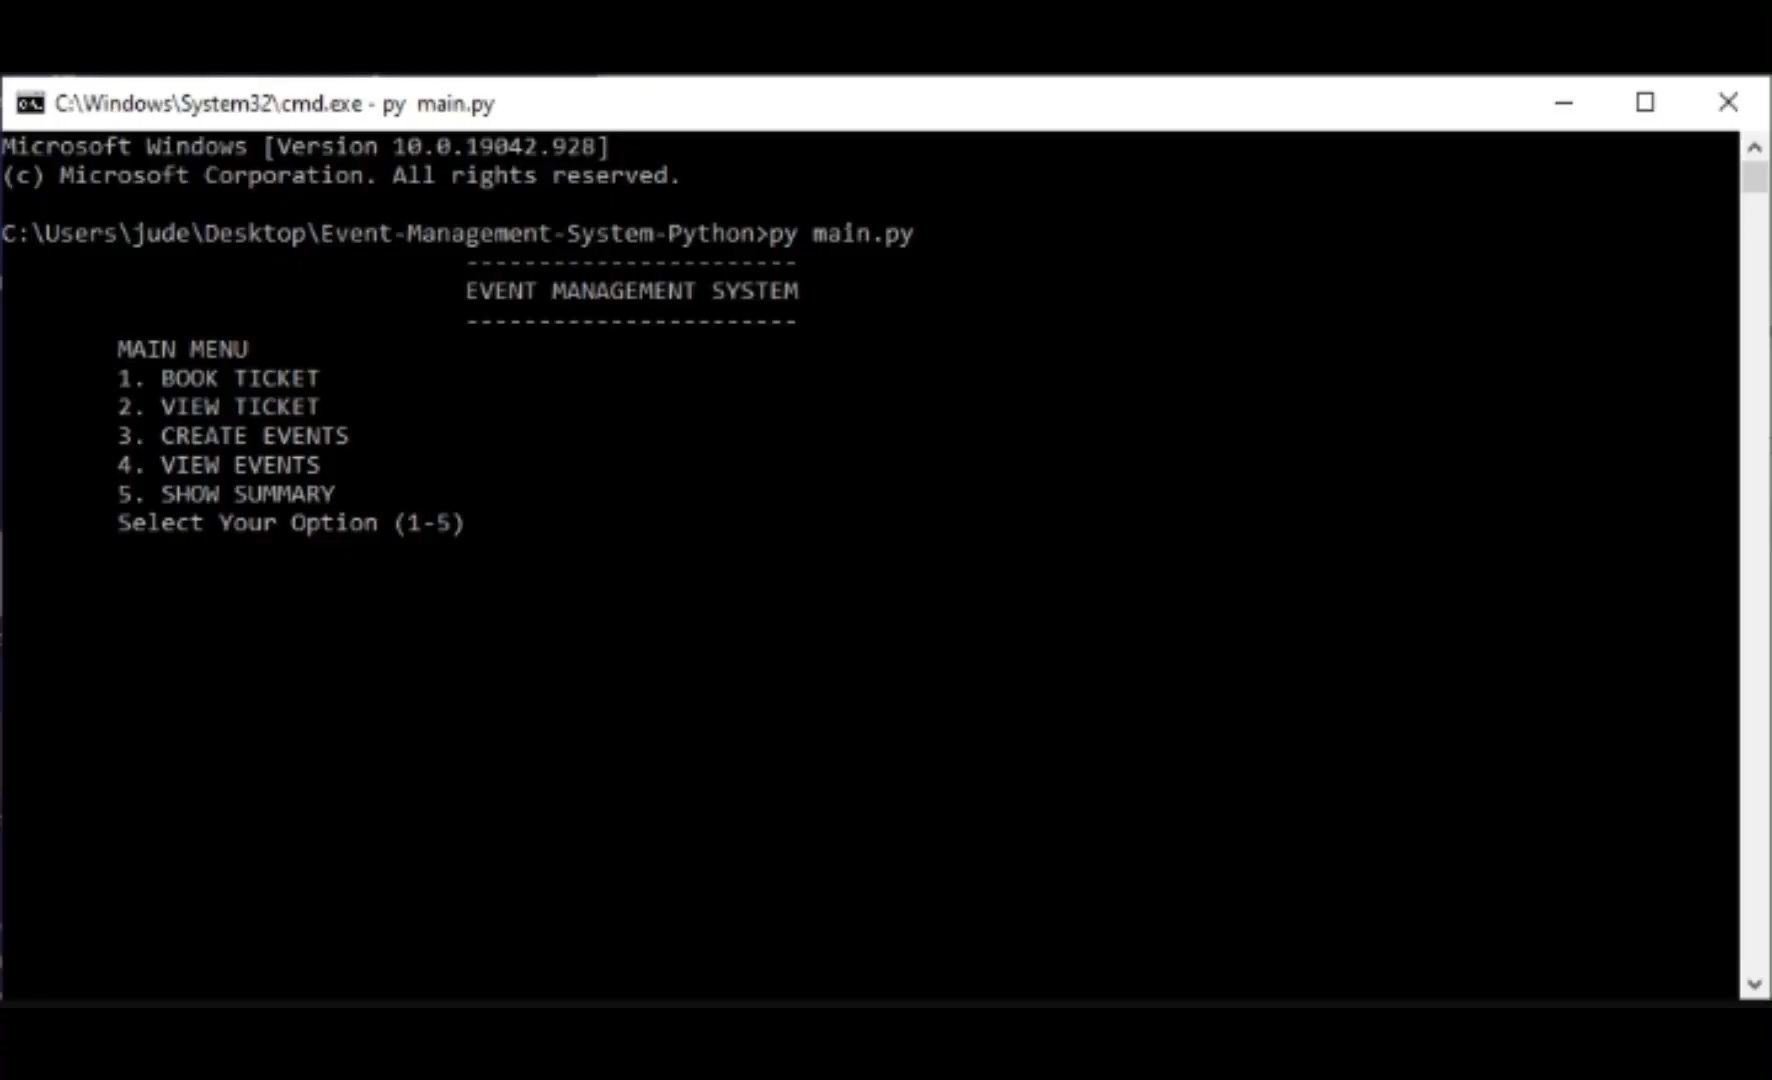 C:\Windows\System32\cmd.exe - py  main.py
Microsoft Windows [Version 10.0.19042.928]
(c) Microsoft Corporation. All rights reserved.
C:\Users\jude\Desktop\Event-Management-System-Python>py main.py
-----------------------
EVENT MANAGEMENT SYSTEM
-----------------------
MAIN MENU
1. BOOK TICKET
2. VIEW TICKET
3. CREATE EVENTS
4. VIEW EVENTS
5. SHOW SUMMARY
Select Your Option (1-5)